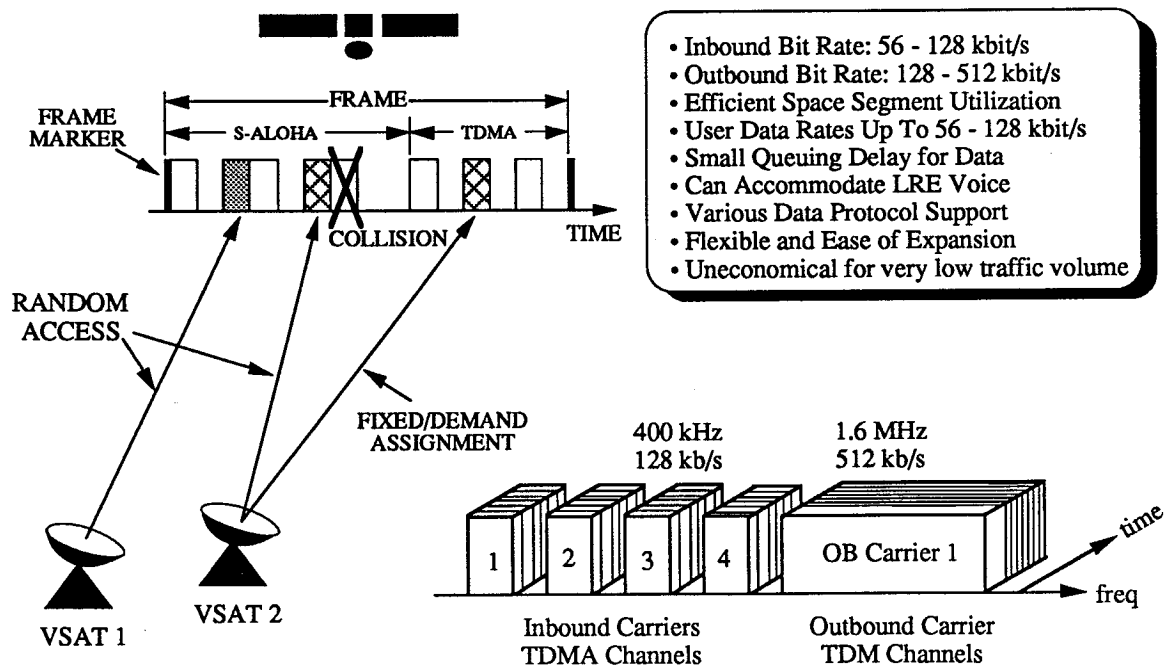 FRAME
FRAME MARKER
S-ALOHA
TDMA
COLLISION
TIME
RANDOM ACCESS
FIXED/DEMAND ASSIGNMENT
VSAT 1
VSAT 2
• Inbound Bit Rate: 56 - 128 kbit/s
• Outbound Bit Rate: 128 - 512 kbit/s
• Efficient Space Segment Utilization
• User Data Rates Up To 56 - 128 kbit/s
• Small Queuing Delay for Data
• Can Accommodate LRE Voice
• Various Data Protocol Support
• Flexible and Ease of Expansion
• Uneconomical for very low traffic volume
400 kHz
128 kb/s
1.6 MHz
512 kb/s
1
2
3
4
OB Carrier 1
time
freq
Inbound Carriers
TDMA Channels
Outbound Carrier
TDM Channels